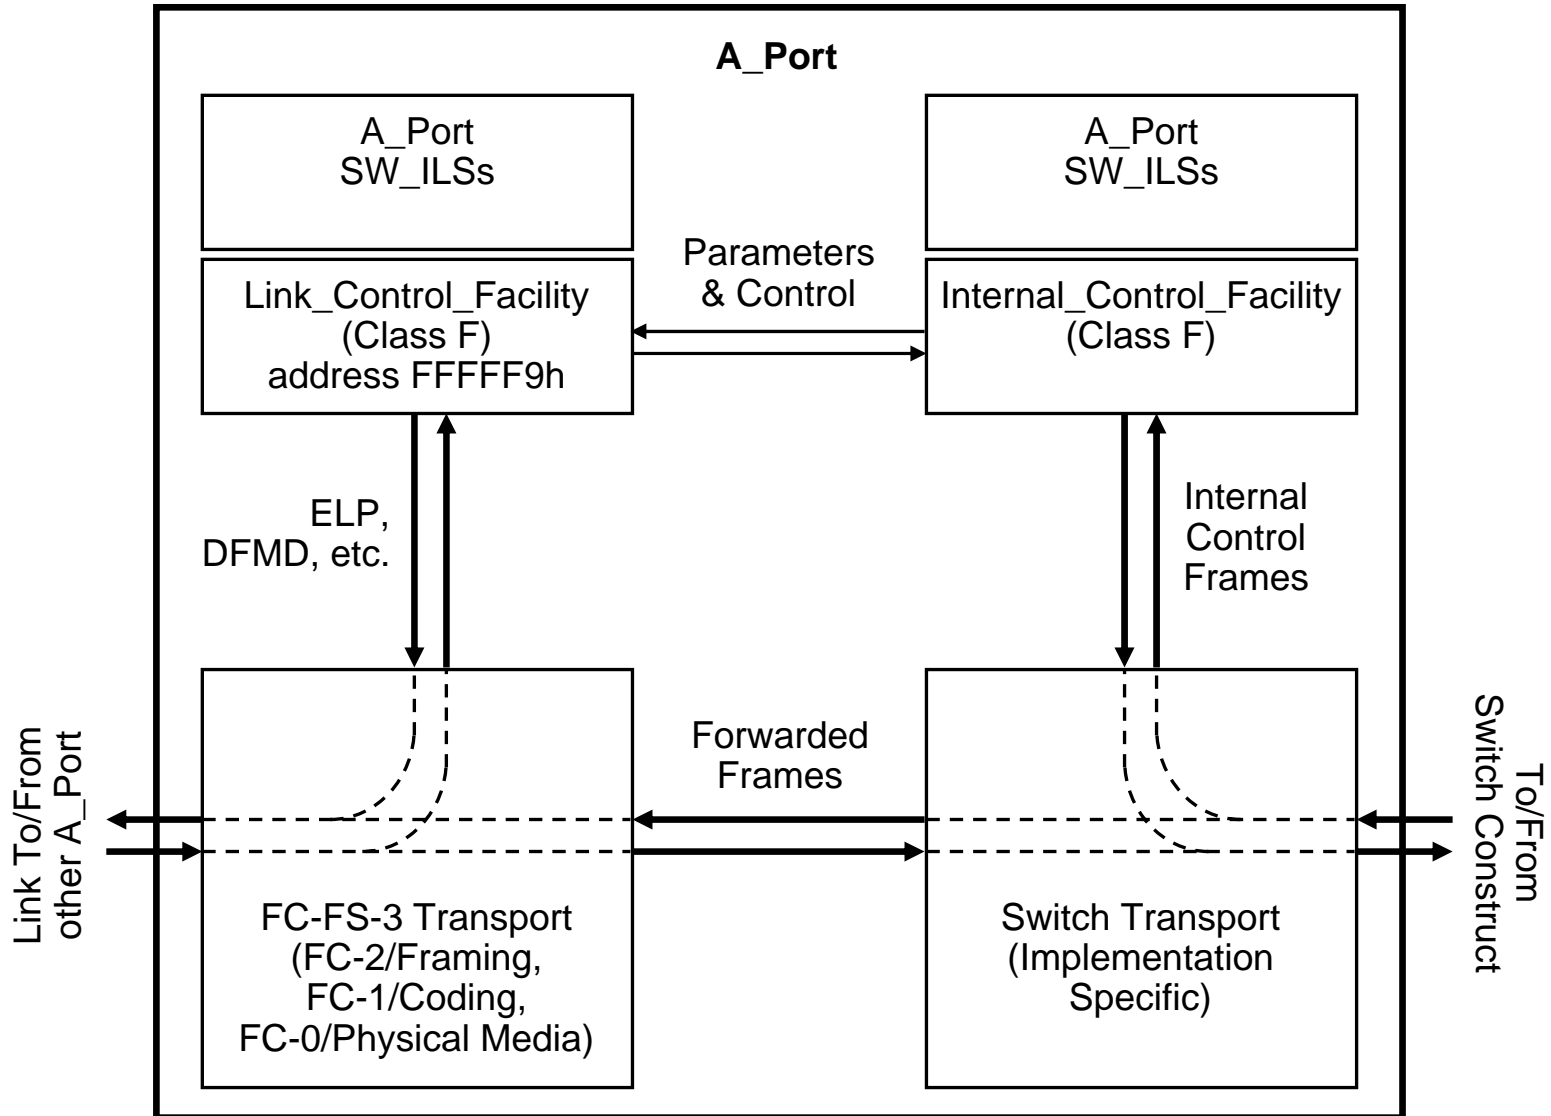 A_Port
A_Port
SW_ILSs
A_Port
SW_ILSs
Parameters
& Control
Link_Control_Facility
(Class F)
address FFFFF9h
Internal_Control_Facility
(Class F)
ELP,
DFMD, etc.
Internal
Control
Frames
Link To/From
other A_Port
Forwarded
Frames
To/From
Switch Construct
FC-FS-3 Transport
(FC-2/Framing,
FC-1/Coding,
FC-0/Physical Media)
Switch Transport
(Implementation
Specific)